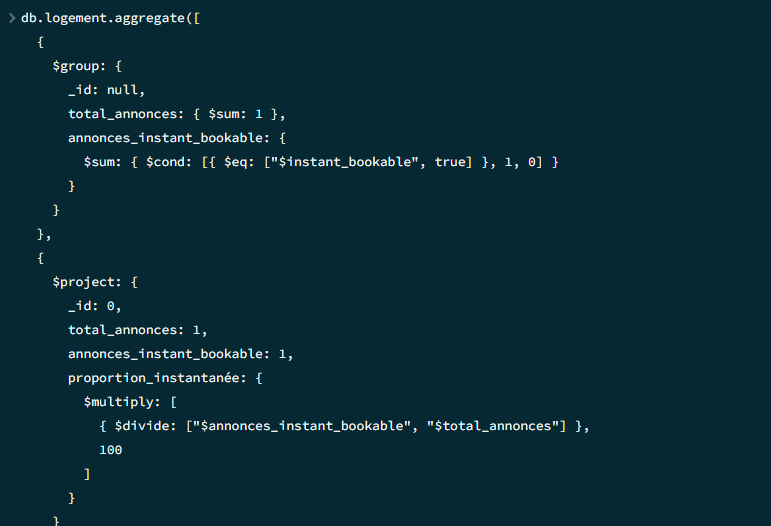 > db.logement.aggregate([
{
$group: {
_id: null,
total_annonces: { $sum: 1 },
annonces_instant_bookable: {
$sum: { $cond: [{ $eq: ["$instant_bookable", true] }, 1, 0] }
}
}
},
{
$project: {
_id: 0,
total_annonces: 1,
annonces_instant_bookable: 1,
proportion_instantanée: {
$multiply: [
{ $divide: ["$annonces_instant_bookable", "$total_annonces"] },
100
]
}
}